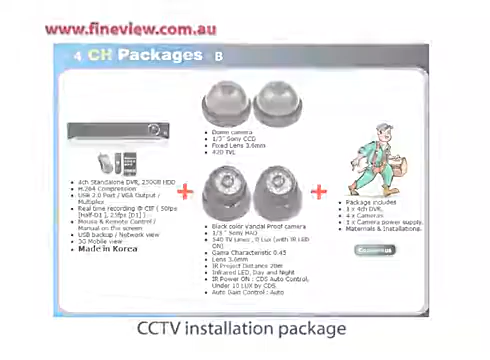 www.fineview.com.au
4 CH Packages - B
Dome camera
1/3" Sony CCD
Fixed Lens 3.6mm
420 TVL
4ch Standalone DVR, 250GB HDD
H.264 Compression
USB 2.0 Port / VGA Output /
Multiplex
Real time recording @ CIF [ 50fps
[Half-D1 ], 25fps [D1] )
Mouse & Remote Control /
Manual on the screen
USB backup / Network view
3G Mobile view
Made in Korea
Black color Vandal Proof camera
1/3" Sony HAD
540 TV Lines , 0 Lux (with IR LED
ON)
Gama Characteristic 0.45
Lens 3.6mm
IR Project Distance 20m
Infrared LED, Day and Night
IR Power ON : CDS Auto Control,
Under 10 LUX by CDS
Auto Gain Control : Auto
Package includes
1 x 4ch DVR.
4 x Cameras
1 x Camera power supply.
Materials & Installations.
Contact us
CCTV installation package